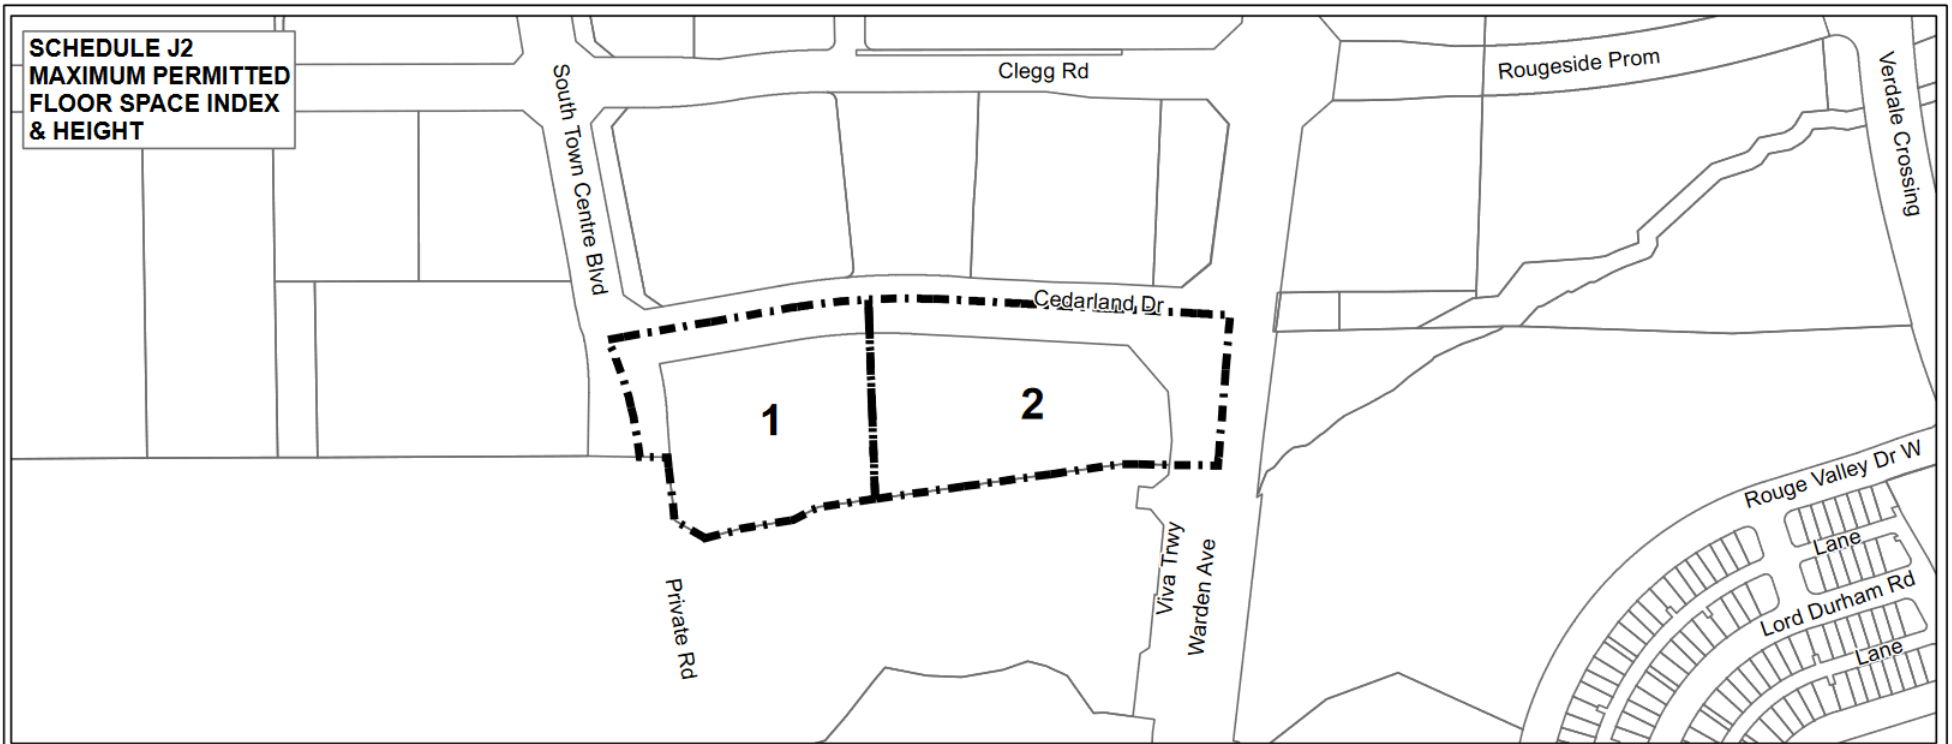 SCHEDULE J2
MAXIMUM PERMITTED
FLOOR SPACE INDEX
& HEIGHT
Clegg Rd
Rougeside Prom
Verdale Crossing
South Town Centre Blvd
Cedarland Dr
1
2
Rouge Valley Dr W
Lane
Lord Durham Rd
Lane
Viva Trwy
Warden Ave
Private Rd